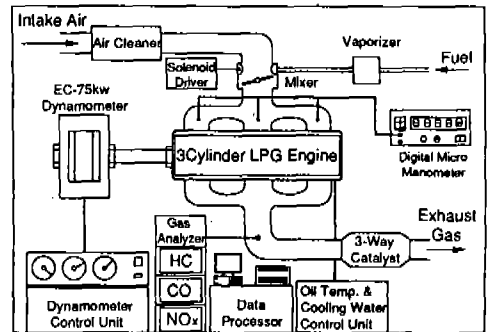 Intake Air
Air Cleaner
Solenoid
Driver
Mixer
Vaporizer
Fuel
EC-75kw
Dynamometer
3Cylinder LPG Engine
Digital Micro
Manometer
Gas
Analyzer
HC
CO
NOx
Exhaust
Gas
3-Way
Catalyst
Dynamometer
Control Unit
Data
Processor
Oil Temp. &
Cooling Water
Control Unit